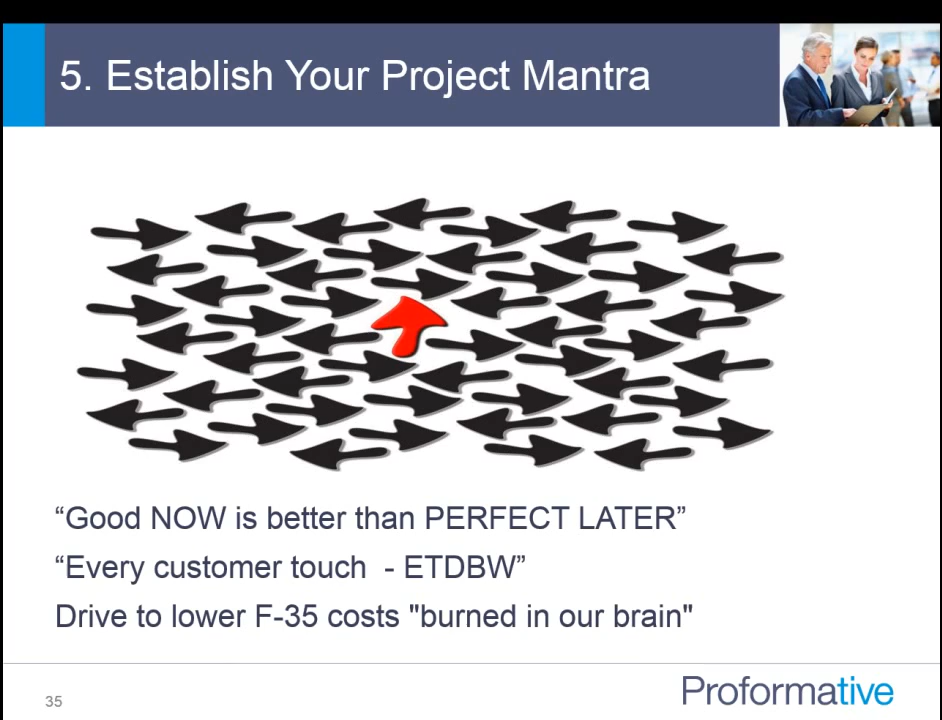 5. Establish Your Project Mantra
“Good NOW is better than PERFECT LATER”
“Every customer touch - ETDBW”
Drive to lower F-35 costs "burned in our brain"
35
Proformative